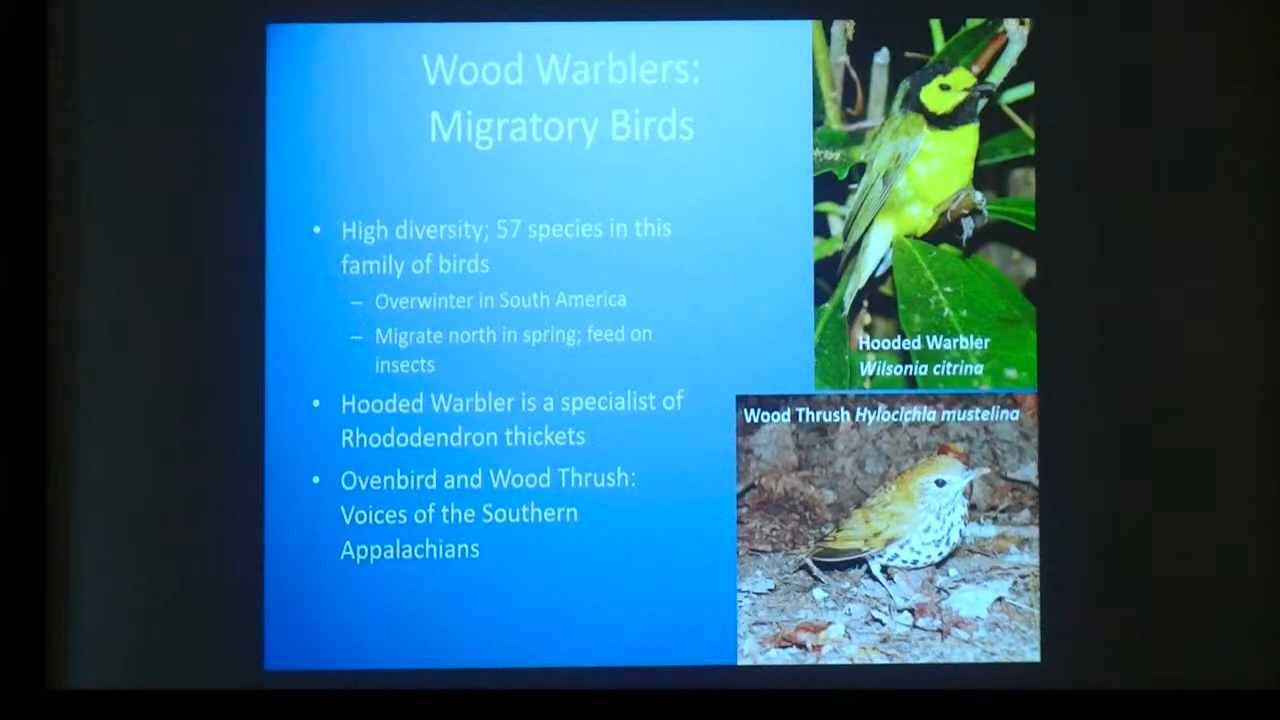 Wood Warblers:
Migratory Birds
• High diversity; 57 species in this
family of birds
– Overwinter in South America
– Migrate north in spring; feed on
insects
• Hooded Warbler is a specialist of
Rhododendron thickets
• Ovenbird and Wood Thrush:
Voices of the Southern
Appalachians
Hooded Warbler
Wilsonia citrina
Wood Thrush Hylocichla mustelina